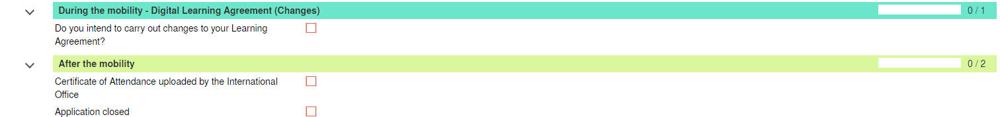 During the mobility - Digital Learning Agreement (Changes) 0 / 1
Do you intend to carry out changes to your Learning
Agreement?
After the mobility 0 / 2
Certificate of Attendance uploaded by the International
Office
Application closed